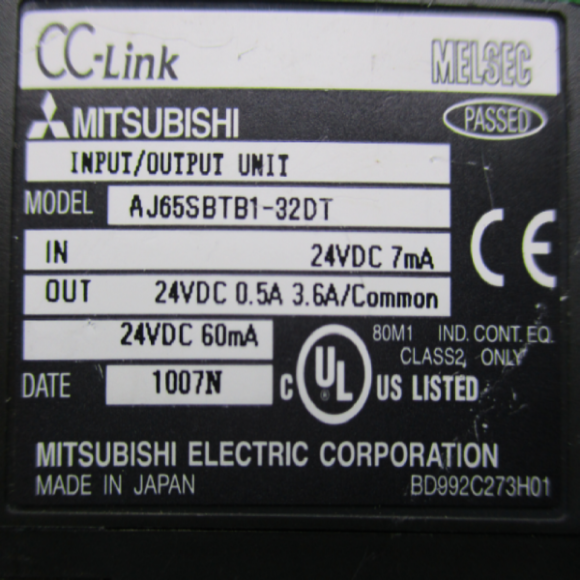 CC-Link MELSEC
MITSUBISHI PASSED
INPUT/OUTPUT UNIT
MODEL AJ65SBTB1-32DT
IN 24VDC 7mA
OUT 24VDC 0.5A 3.6A/Common
24VDC 60mA
80M1 IND. CONT. EQ.
CLASS2, ONLY
DATE 1007N
C UL ® US LISTED
CE
MITSUBISHI ELECTRIC CORPORATION
MADE IN JAPAN BD992C273H01